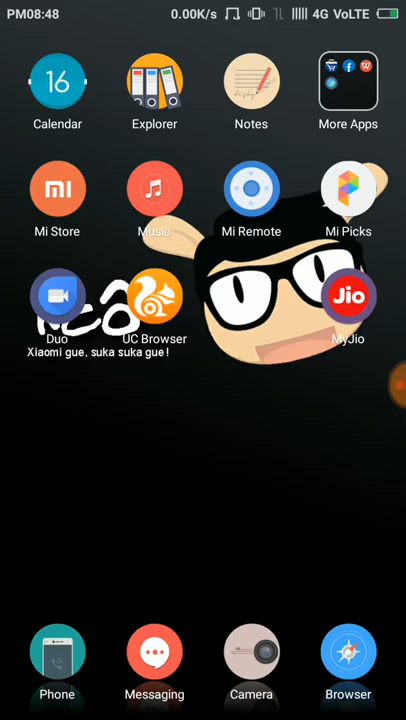 PM08:48 0.00K/s 4G VoLTE
16
Calendar Explorer Notes More Apps
mi
Mi Store Music Mi Remote Mi Picks
Jio
Duo UC Browser MyJio
Xiaomi gue, suka suka gue!
Phone Messaging Camera Browser